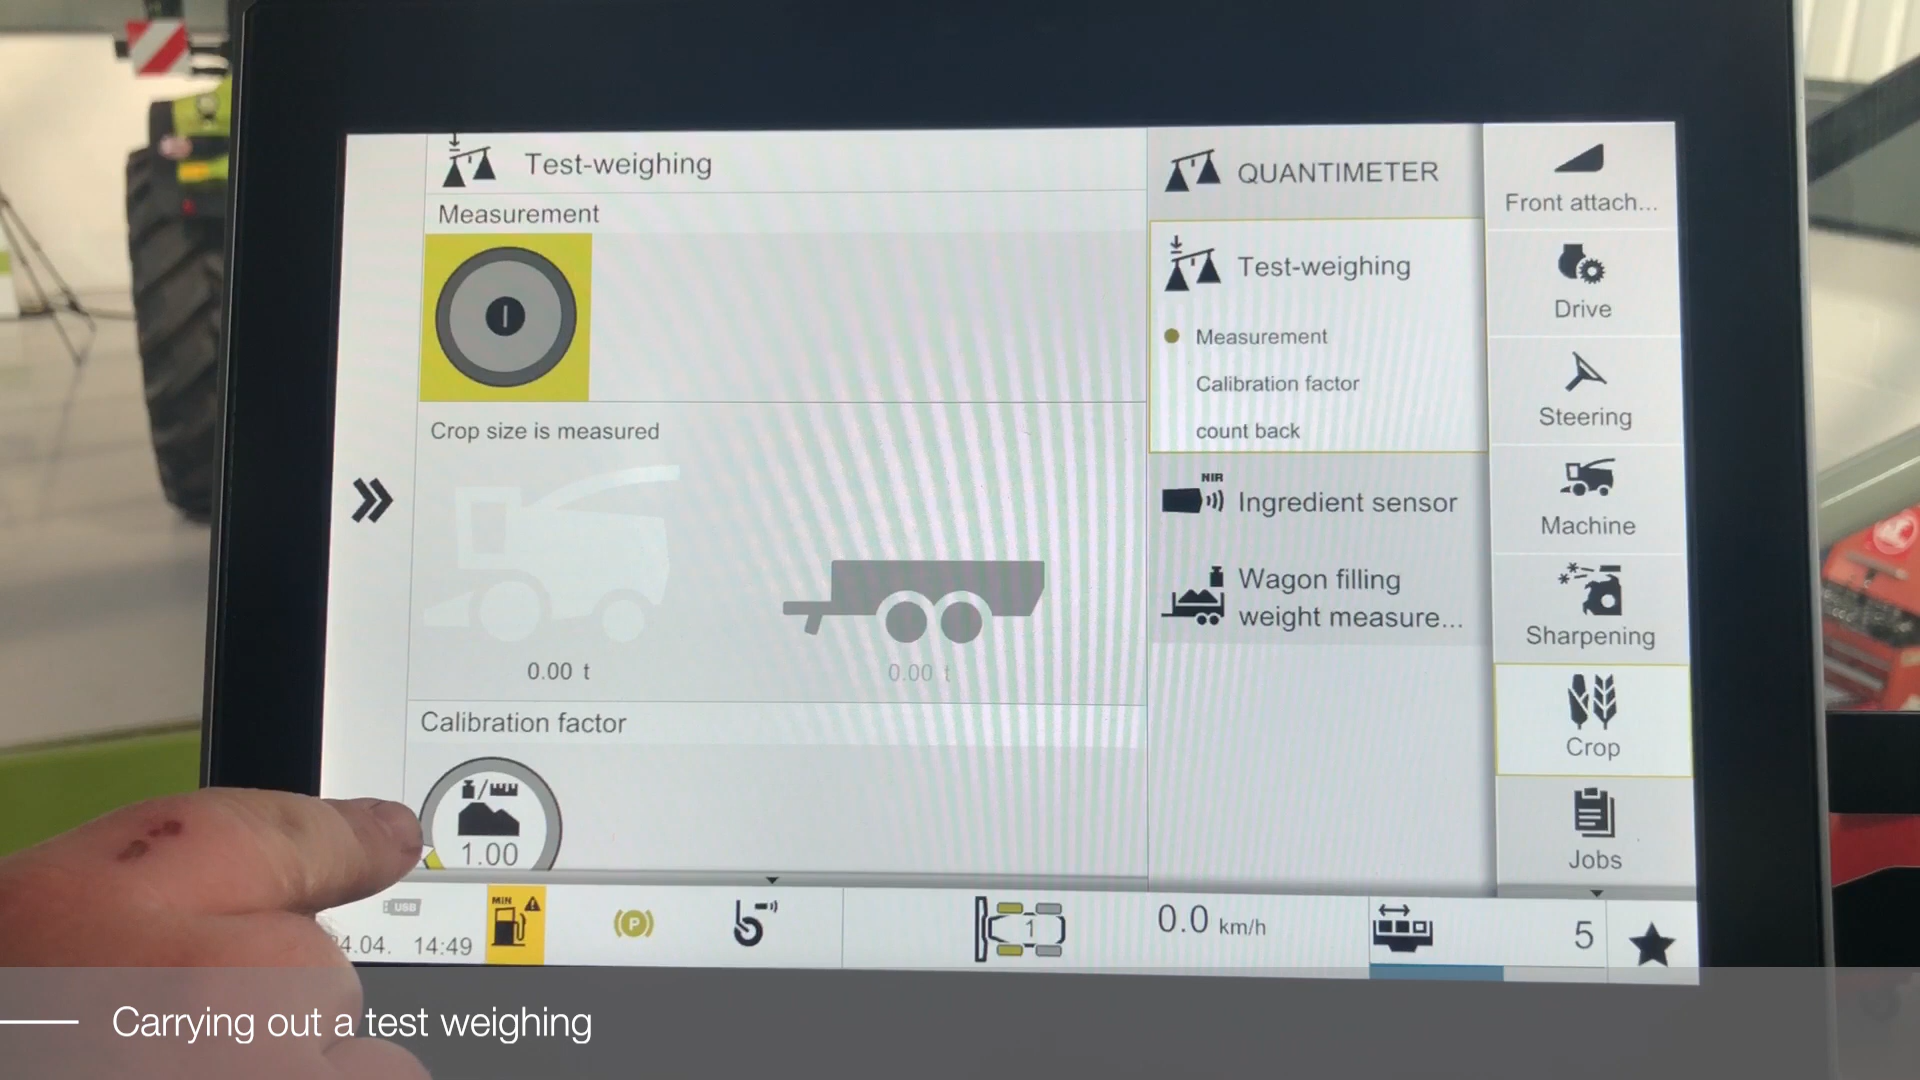 Test-weighing
Measurement
Crop size is measured
0.00 t
0.00 t
Calibration factor
1.00
QUANTIMETER
Test-weighing
Measurement
Calibration factor
count back
NIR
Ingredient sensor
Wagon filling
weight measure...
Front attach...
Drive
Steering
Machine
Sharpening
Crop
Jobs
USB
4.04. 14:49
MIN
P
1
0.0 km/h
5
Carrying out a test weighing